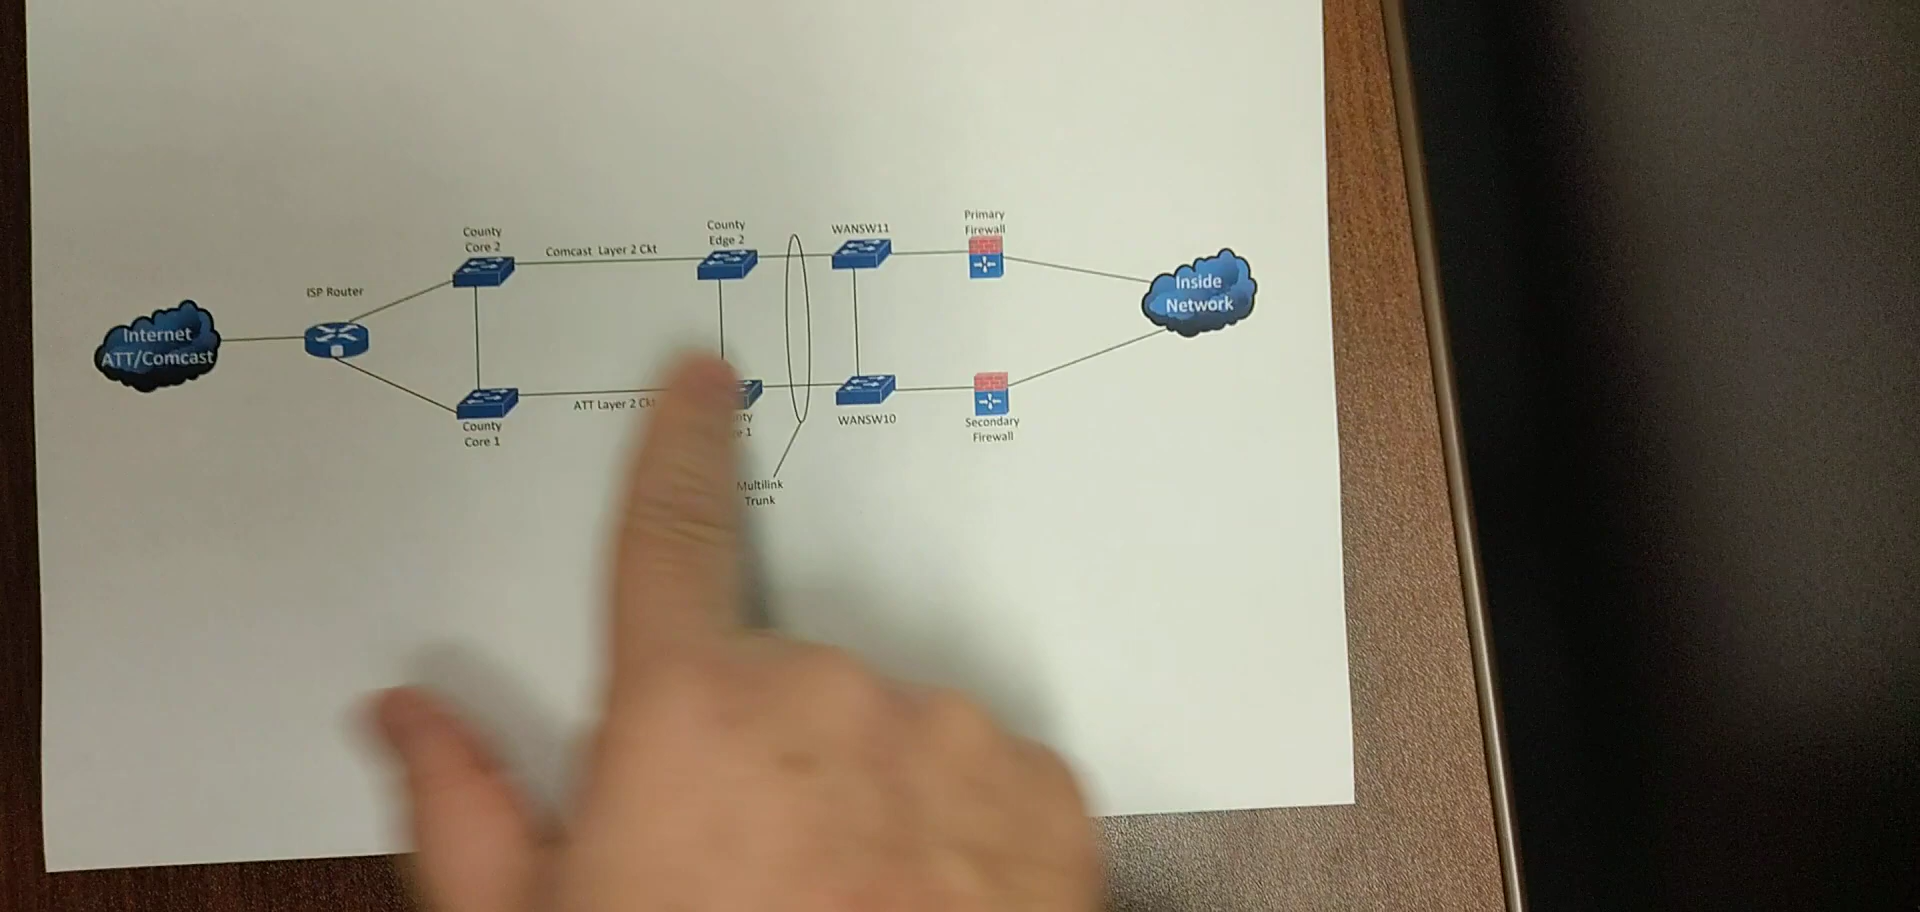 County
Core 2
Comcast Layer 2 Ckt
County
Edge 2
WANSW11
Primary
Firewall
ISP Router
Internet
ATT/Comcast
Inside
Network
ATT Layer 2 Ckt
County
Core 1
1
WANSW10
Secondary
Firewall
Multilink
Trunk